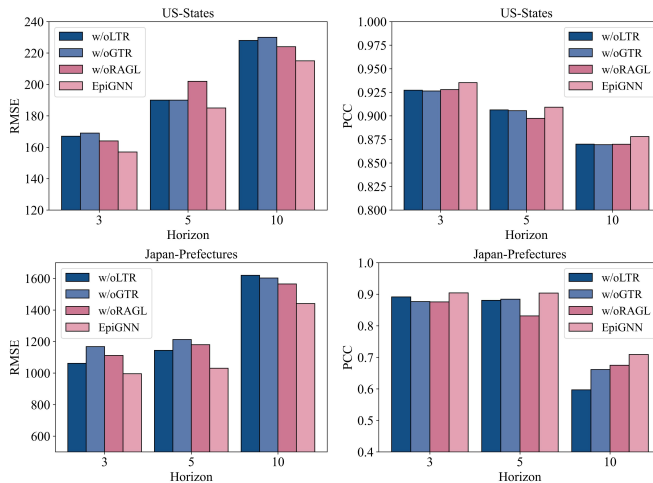 US-States
240
220
200
180
160
140
120
RMSE
w/oLTR
w/oGTR
w/oRAGL
EpiGNN
3
5
10
Horizon
US-States
1.000
0.975
0.950
0.925
0.900
0.875
0.850
0.825
0.800
PCC
w/oLTR
w/oGTR
w/oRAGL
EpiGNN
3
5
10
Horizon
Japan-Prefectures
1600
1400
1200
1000
800
600
RMSE
w/oLTR
w/oGTR
w/oRAGL
EpiGNN
3
5
10
Horizon
Japan-Prefectures
1.0
0.9
0.8
0.7
0.6
0.5
0.4
PCC
w/oLTR
w/oGTR
w/oRAGL
EpiGNN
3
5
10
Horizon